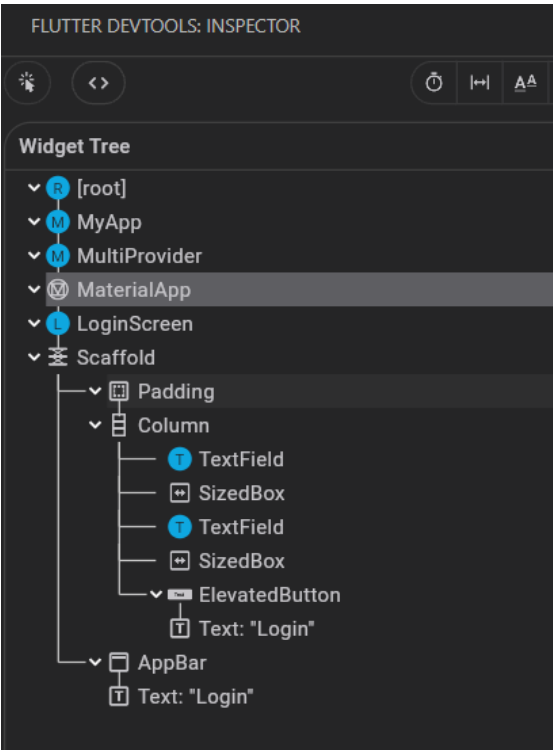 FLUTTER DEVTOOLS: INSPECTOR
Widget Tree
R [root]
M MyApp
M MultiProvider
MaterialApp
L LoginScreen
Scaffold
Padding
Column
T TextField
SizedBox
T TextField
SizedBox
ElevatedButton
T Text: "Login"
AppBar
T Text: "Login"